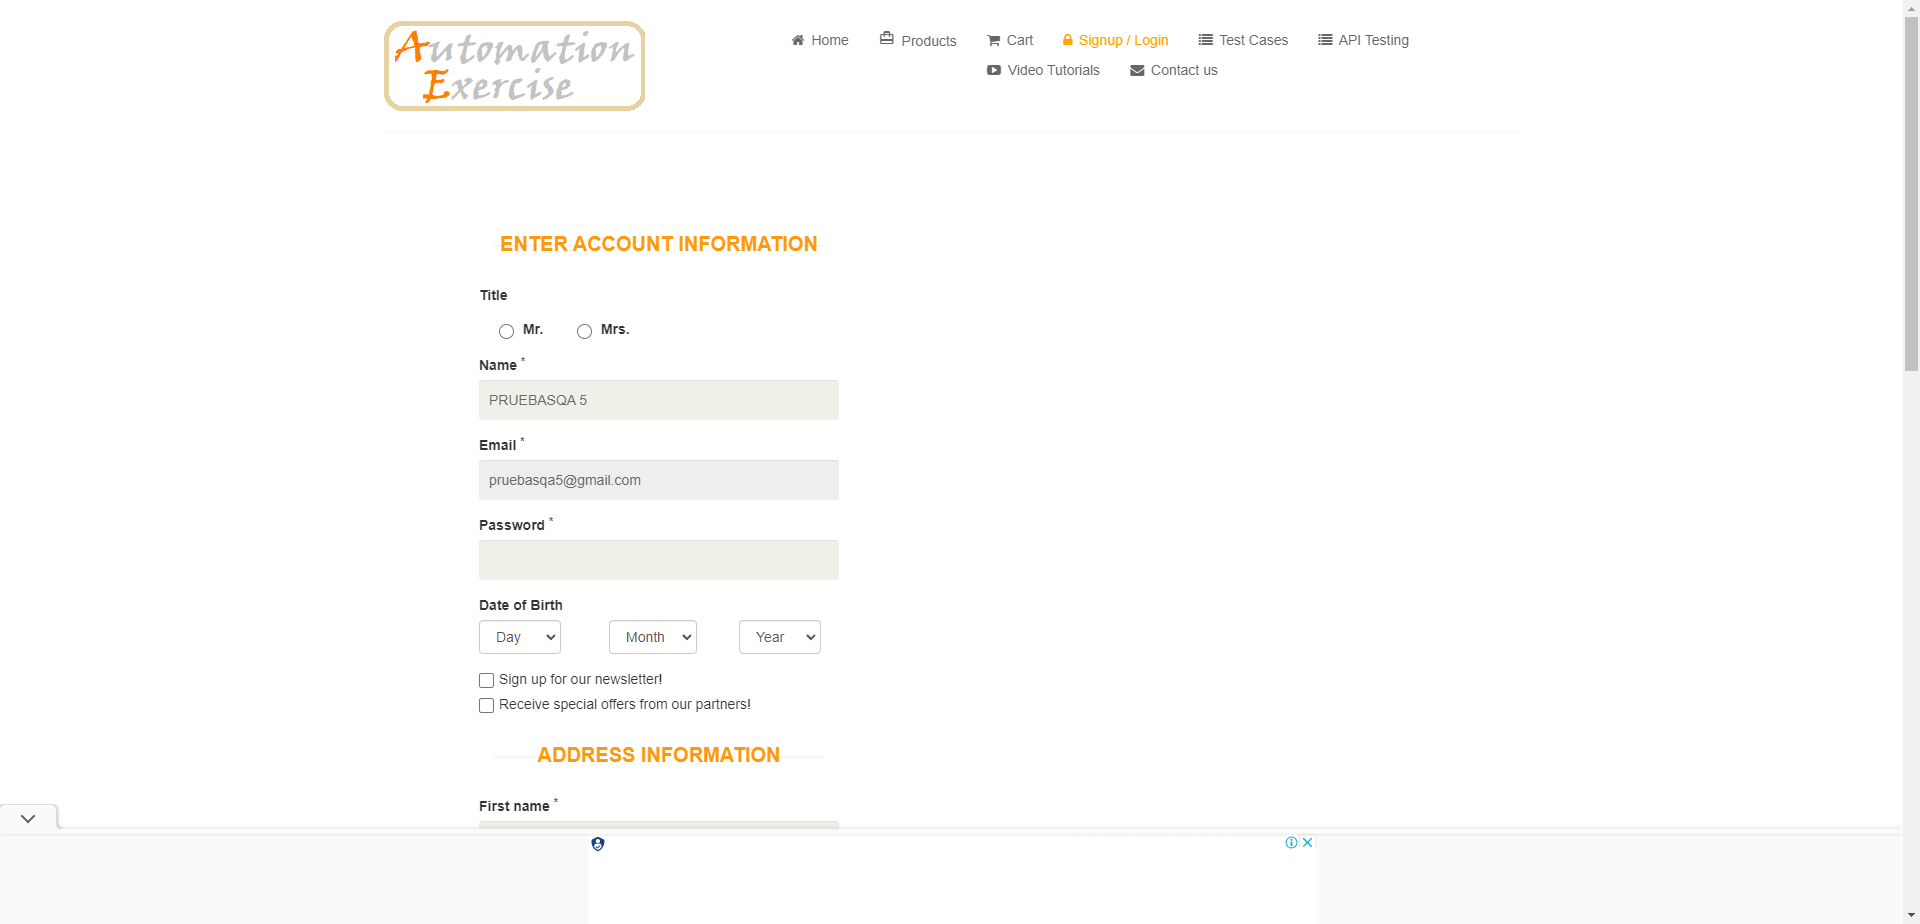 Automation
Exercise
Home Products Cart Signup / Login Test Cases API Testing
Video Tutorials Contact us
ENTER ACCOUNT INFORMATION
Title
Mr. Mrs.
Name *
PRUEBASQA 5
Email *
pruebasqa5@gmail.com
Password *
Date of Birth
Day Month Year
Sign up for our newsletter!
Receive special offers from our partners!
ADDRESS INFORMATION
First name *